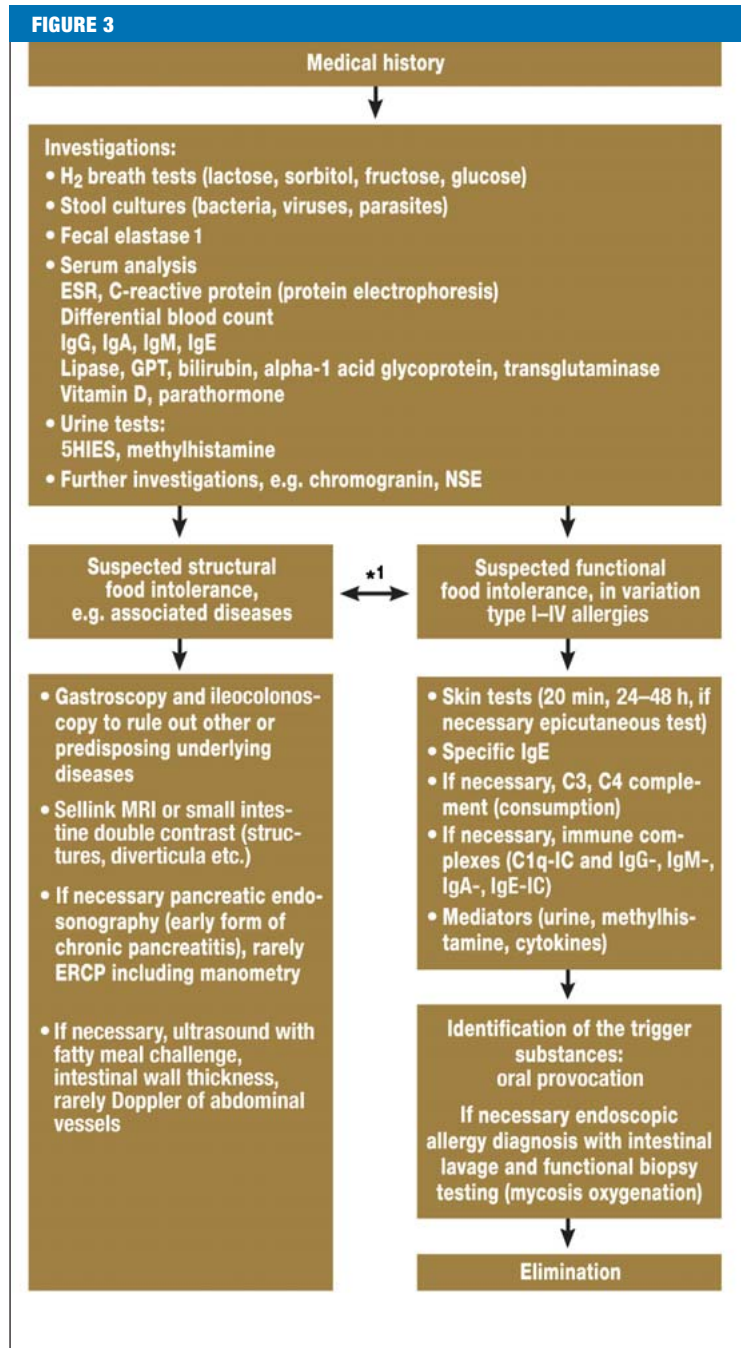 FIGURE 3
Medical history
Investigations:
• H2 breath tests (lactose, sorbitol, fructose, glucose)
• Stool cultures (bacteria, viruses, parasites)
• Fecal elastase 1
• Serum analysis
ESR, C-reactive protein (protein electrophoresis)
Differential blood count
IgG, IgA, IgM, IgE
Lipase, GPT, bilirubin, alpha-1 acid glycoprotein, transglutaminase
Vitamin D, parathormone
• Urine tests:
5HIES, methylhistamine
• Further investigations, e.g. chromogranin, NSE
Suspected structural
food intolerance,
e.g. associated diseases
*1
Suspected functional
food intolerance, in variation
type I–IV allergies
• Gastroscopy and ileocolonos-
copy to rule out other or
predisposing underlying
diseases
• Sellink MRI or small intes-
tine double contrast (struc-
tures, diverticula etc.)
• If necessary pancreatic endo-
sonography (early form of
chronic pancreatitis), rarely
ERCP including manometry
• If necessary, ultrasound with
fatty meal challenge,
intestinal wall thickness,
rarely Doppler of abdominal
vessels
• Skin tests (20 min, 24–48 h, if
necessary epicutaneous test)
• Specific IgE
• If necessary, C3, C4 comple-
ment (consumption)
• If necessary, immune com-
plexes (C1q-IC and IgG-, IgM-,
IgA-, IgE-IC)
• Mediators (urine, methylhis-
tamine, cytokines)
Identification of the trigger
substances:
oral provocation
If necessary endoscopic
allergy diagnosis with intestinal
lavage and functional biopsy
testing (mycosis oxygenation)
Elimination